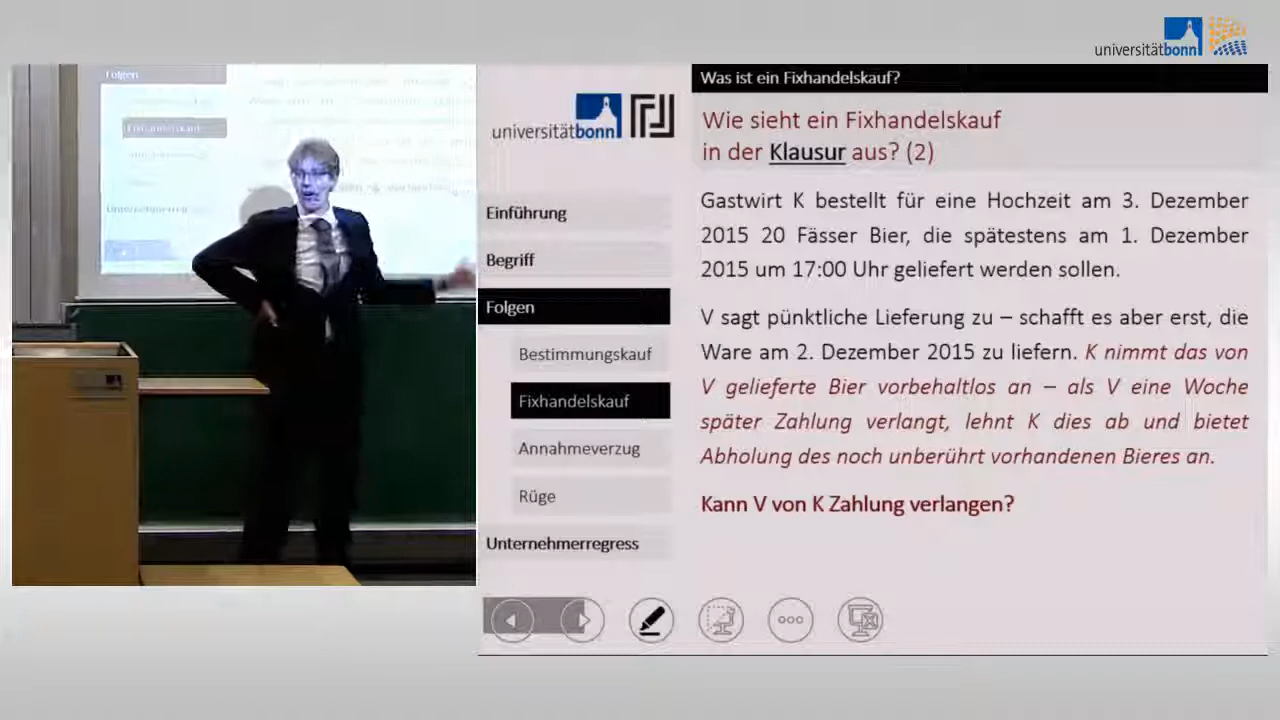 universitätbonn
Folgen
Was ist ein Fixhandelskauf?
universitätbonn
Wie sieht ein Fixhandelskauf
in der Klausur aus? (2)
Einführung
Begriff
Folgen
Bestimmungskauf
Fixhandelskauf
Annahmeverzug
Rüge
Unternehmerregress
Gastwirt K bestellt für eine Hochzeit am 3. Dezember
2015 20 Fässer Bier, die spätestens am 1. Dezember
2015 um 17:00 Uhr geliefert werden sollen.
V sagt pünktliche Lieferung zu – schafft es aber erst, die
Ware am 2. Dezember 2015 zu liefern. K nimmt das von
V gelieferte Bier vorbehaltlos an – als V eine Woche
später Zahlung verlangt, lehnt K dies ab und bietet
Abholung des noch unberührt vorhandenen Bieres an.
Kann V von K Zahlung verlangen?